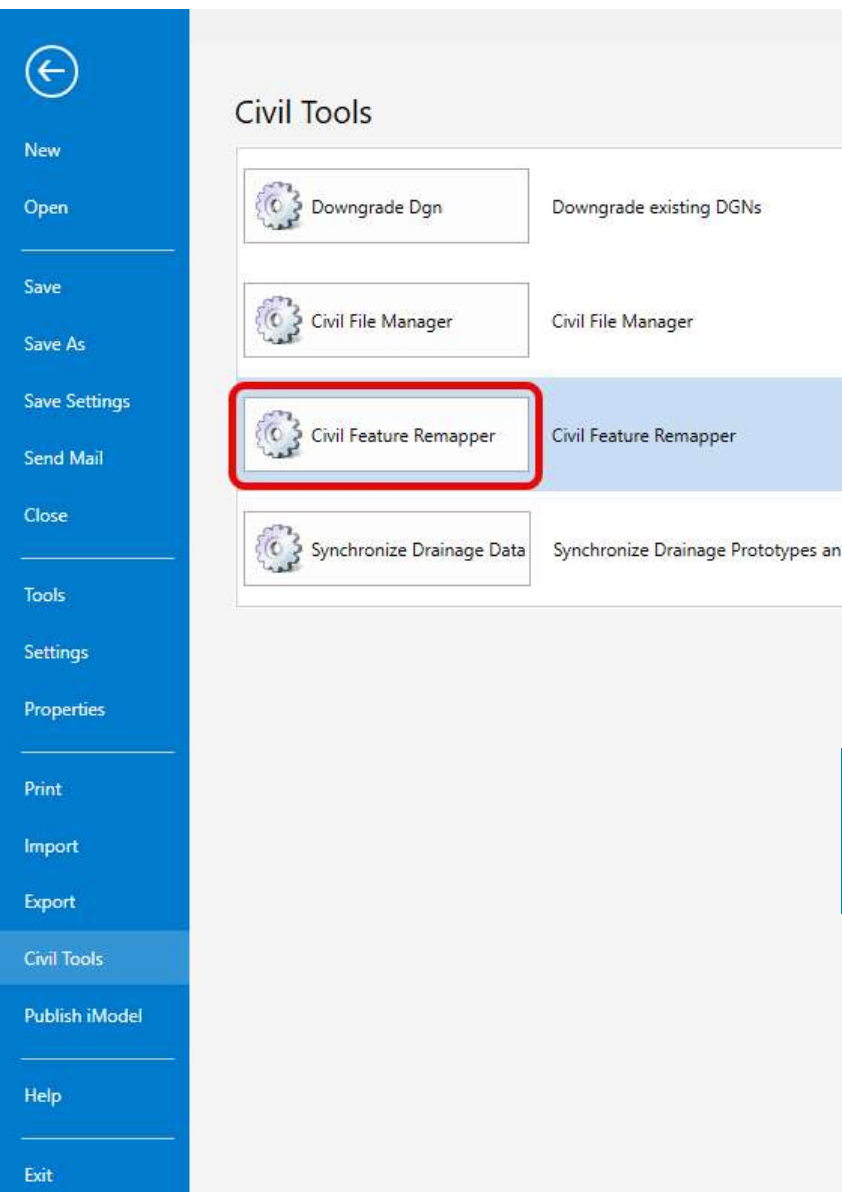 New
Open
Save
Save As
Save Settings
Send Mail
Close
Tools
Settings
Properties
Print
Import
Export
Civil Tools
Publish iModel
Help
Exit
Civil Tools
Downgrade Dgn
Downgrade existing DGNs
Civil File Manager
Civil File Manager
Civil Feature Remapper
Civil Feature Remapper
Synchronize Drainage Data
Synchronize Drainage Prototypes an